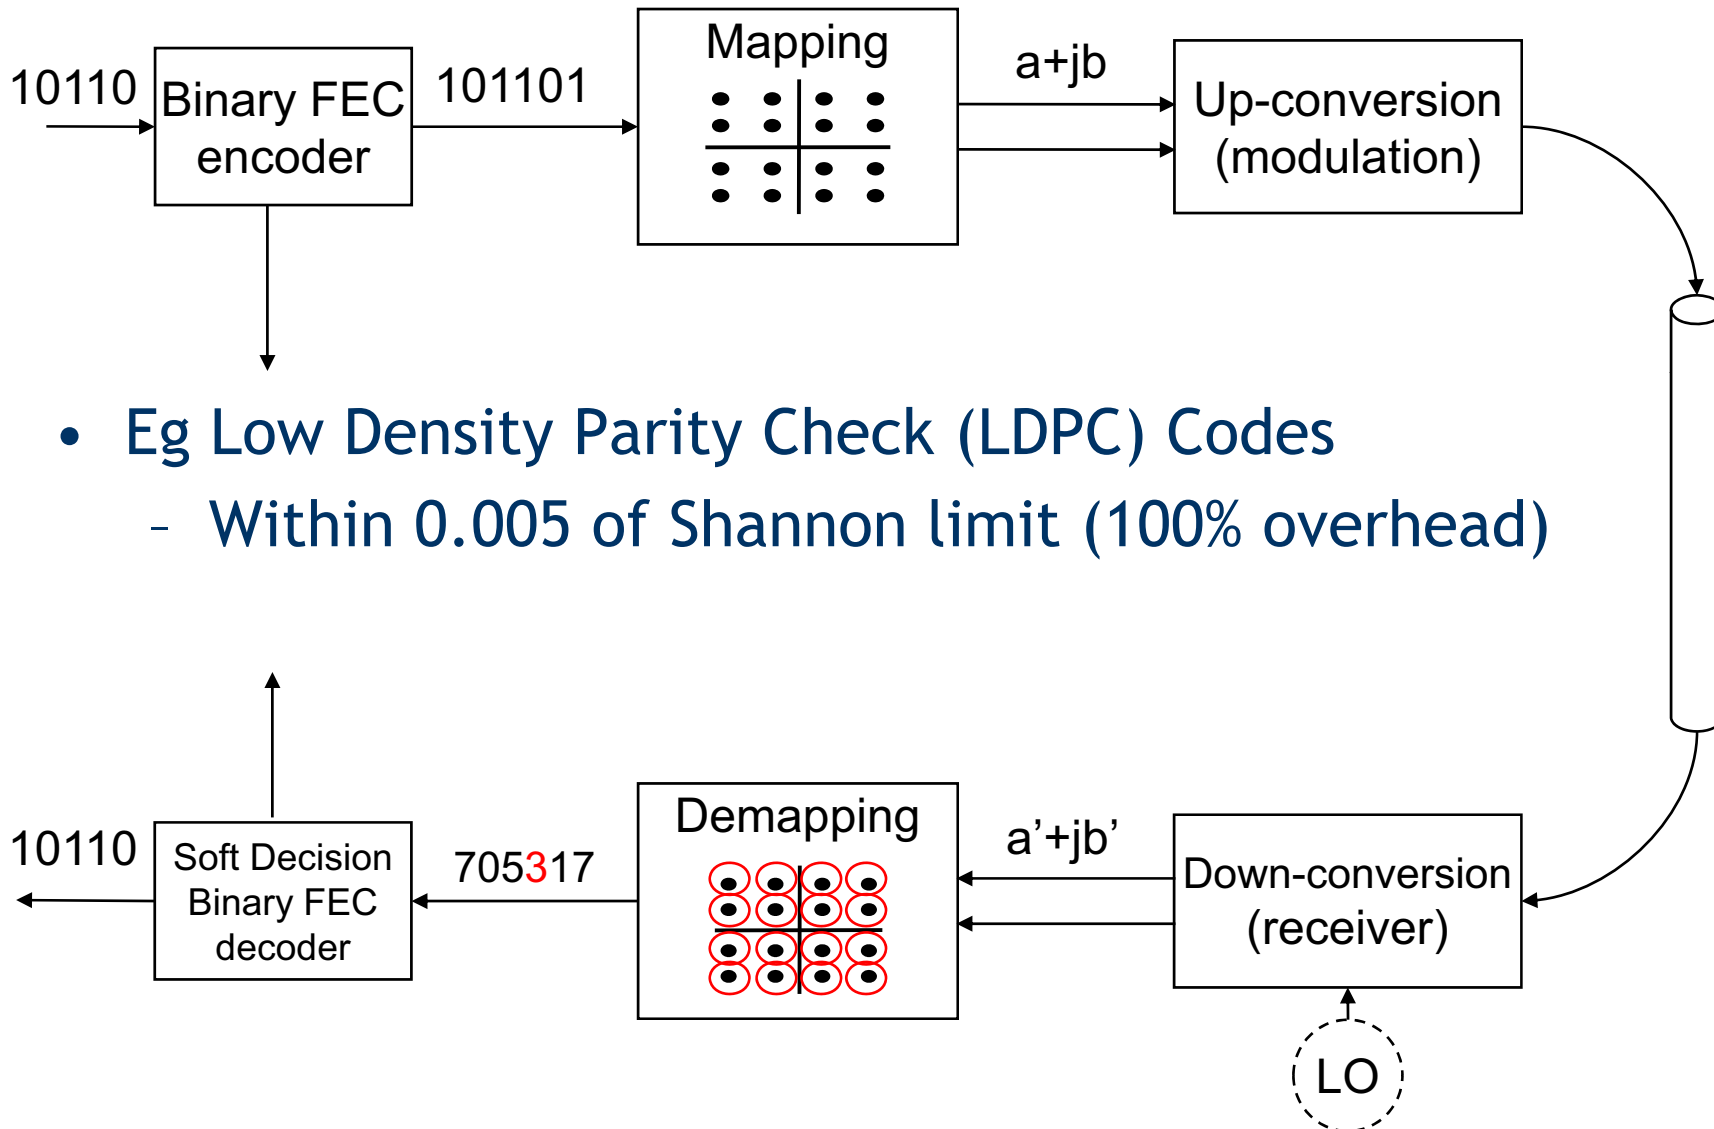 10110
Binary FEC
encoder
101101
Mapping
a+jb
Up-conversion
(modulation)
• Eg Low Density Parity Check (LDPC) Codes
– Within 0.005 of Shannon limit (100% overhead)
10110
Soft Decision
Binary FEC
decoder
705317
Demapping
a’+jb’
Down-conversion
(receiver)
LO